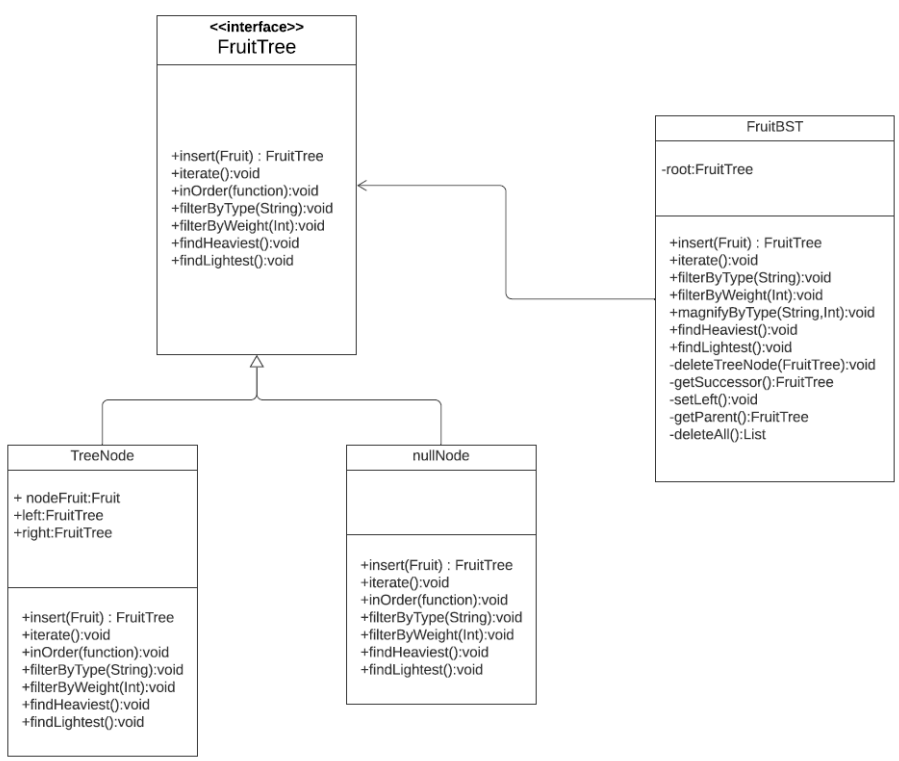 <<interface>>
FruitTree
+insert(Fruit) : FruitTree
+iterate():void
+inOrder(function):void
+filterByType(String):void
+filterByWeight(Int):void
+findHeaviest():void
+findLightest():void
FruitBST
-root:FruitTree
+insert(Fruit) : FruitTree
+iterate():void
+filterByType(String):void
+filterByWeight(Int):void
+magnifyByType(String,Int):void
+findHeaviest():void
+findLightest():void
-deleteTreeNode(FruitTree):void
-getSuccessor():FruitTree
-setLeft():void
-getParent():FruitTree
-deleteAll():List
TreeNode
+ nodeFruit:Fruit
+left:FruitTree
+right:FruitTree
+insert(Fruit) : FruitTree
+iterate():void
+inOrder(function):void
+filterByType(String):void
+filterByWeight(Int):void
+findHeaviest():void
+findLightest():void
nullNode
+insert(Fruit) : FruitTree
+iterate():void
+inOrder(function):void
+filterByType(String):void
+filterByWeight(Int):void
+findHeaviest():void
+findLightest():void